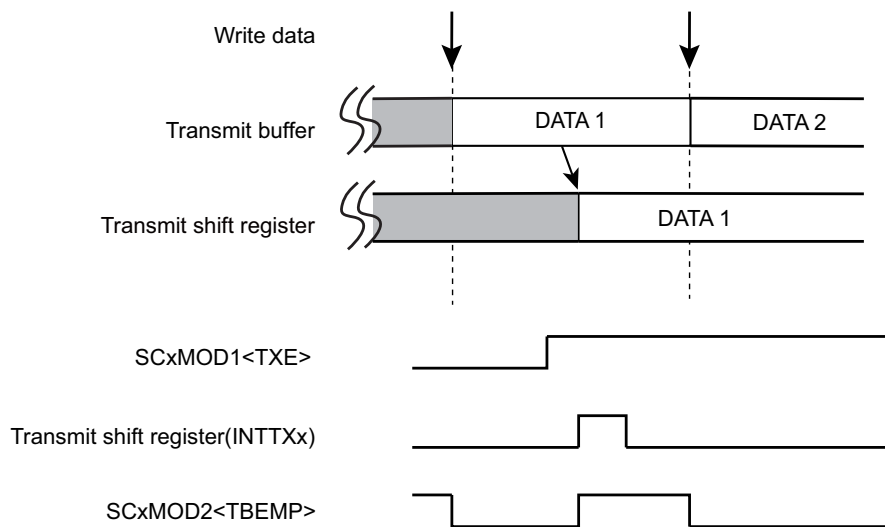 Write data
Transmit buffer
DATA 1
DATA 2
Transmit shift register
DATA 1
SCxMOD1<TXE>
Transmit shift register(INTTXx)
SCxMOD2<TBEMP>